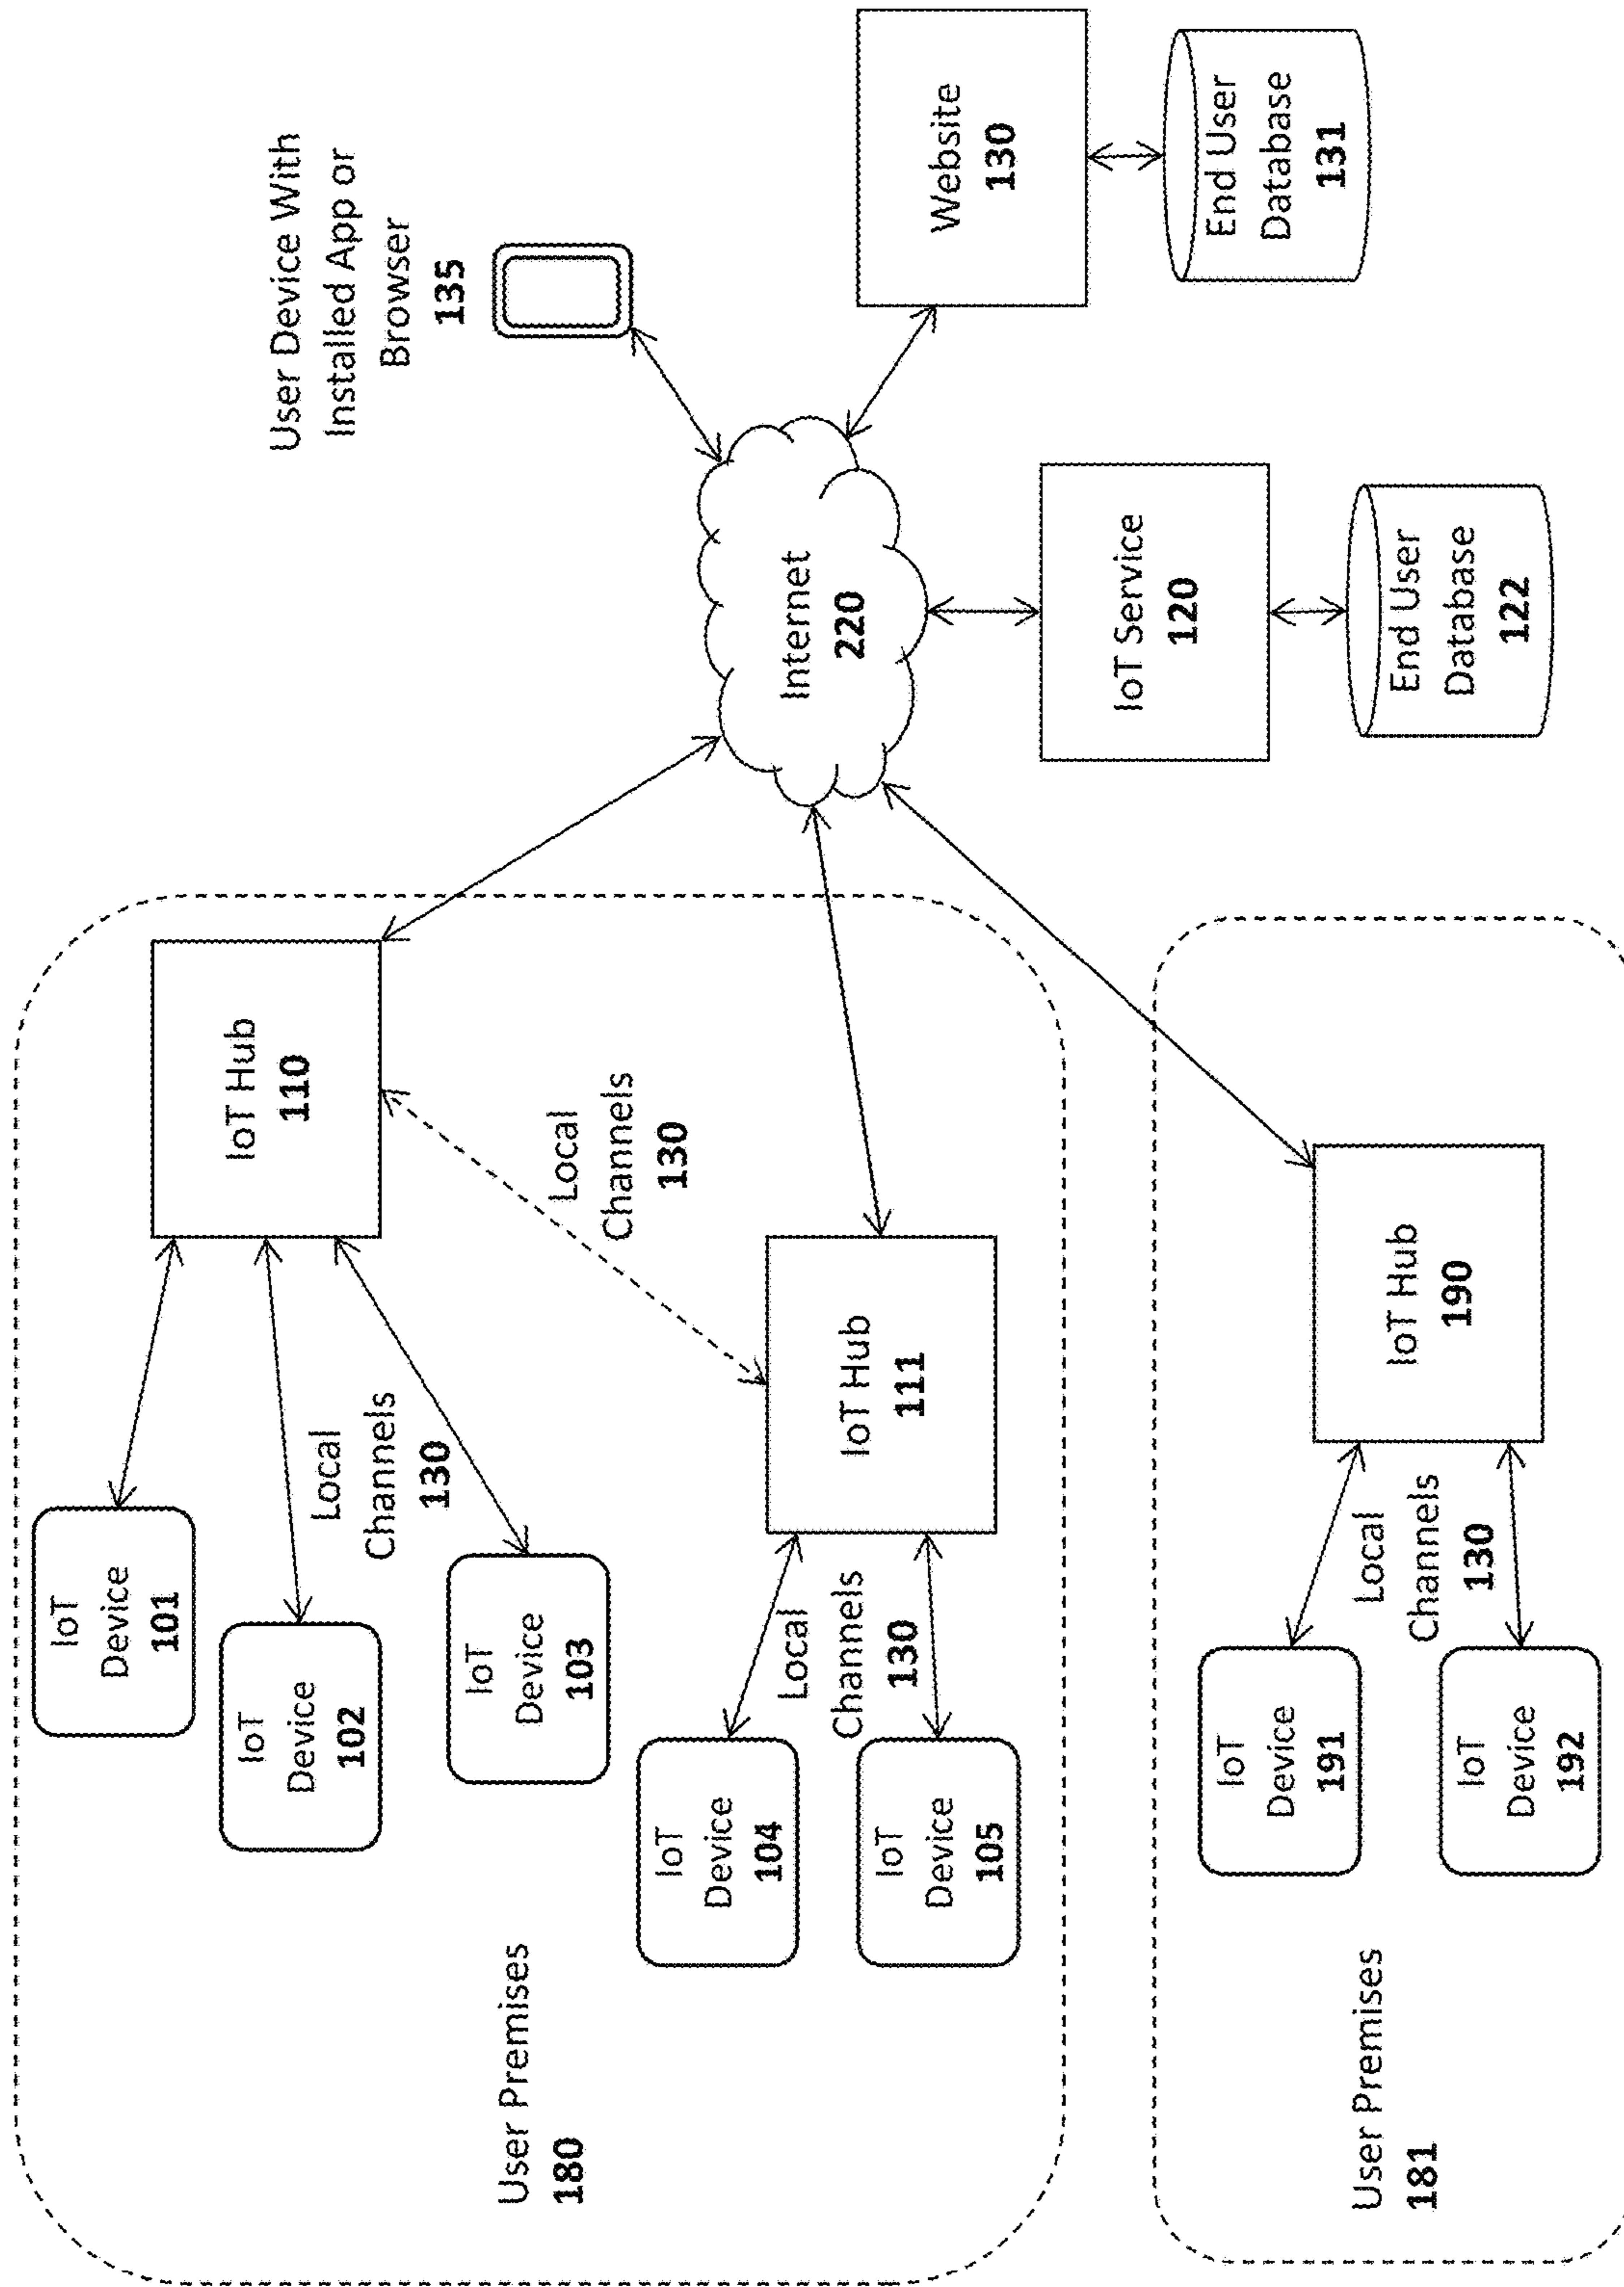 User Premises
180
IoT
Device
101
IoT
Device
102
IoT
Device
103
Local
Channels
130
IoT Hub
110
IoT
Device
104
IoT
Device
105
Local
Channels
130
IoT Hub
111
Local
Channels
130
User Premises
181
IoT
Device
191
IoT
Device
192
Local
Channels
130
IoT Hub
190
Internet
220
User Device With
Installed App or
Browser
135
IoT Service
120
End User
Database
122
Website
130
End User
Database
131